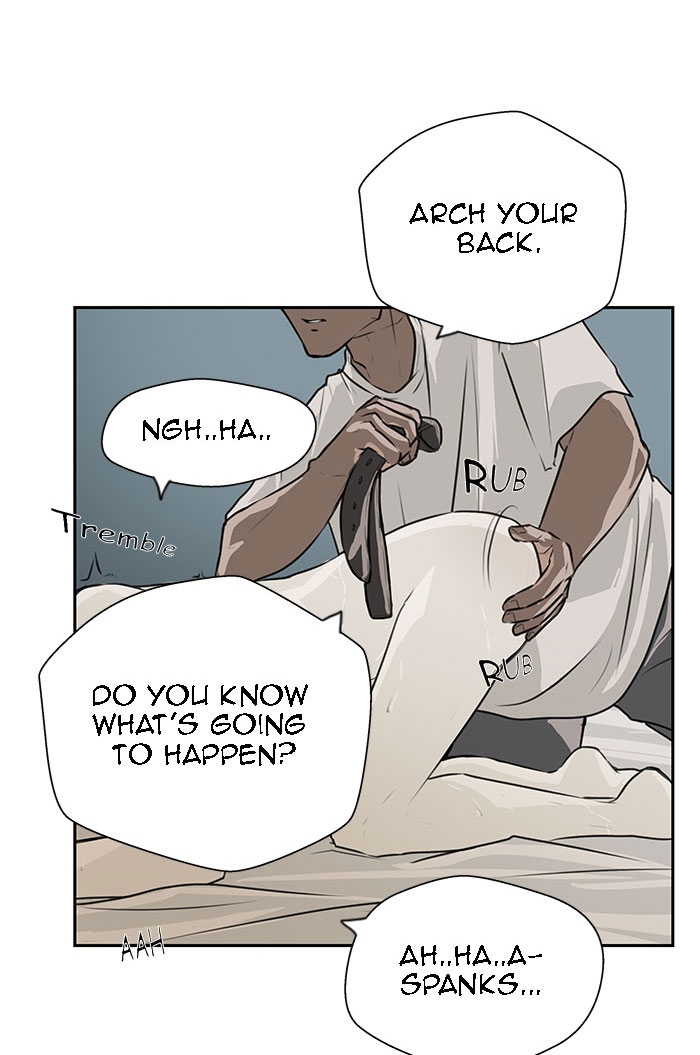 ARCH YOUR
BACK.
NGH..HA..
RUB
Tremble
RUB
DO YOU KNOW
WHAT'S GOING
TO HAPPEN?
AAH
AH..HA..A-
SPANKS...